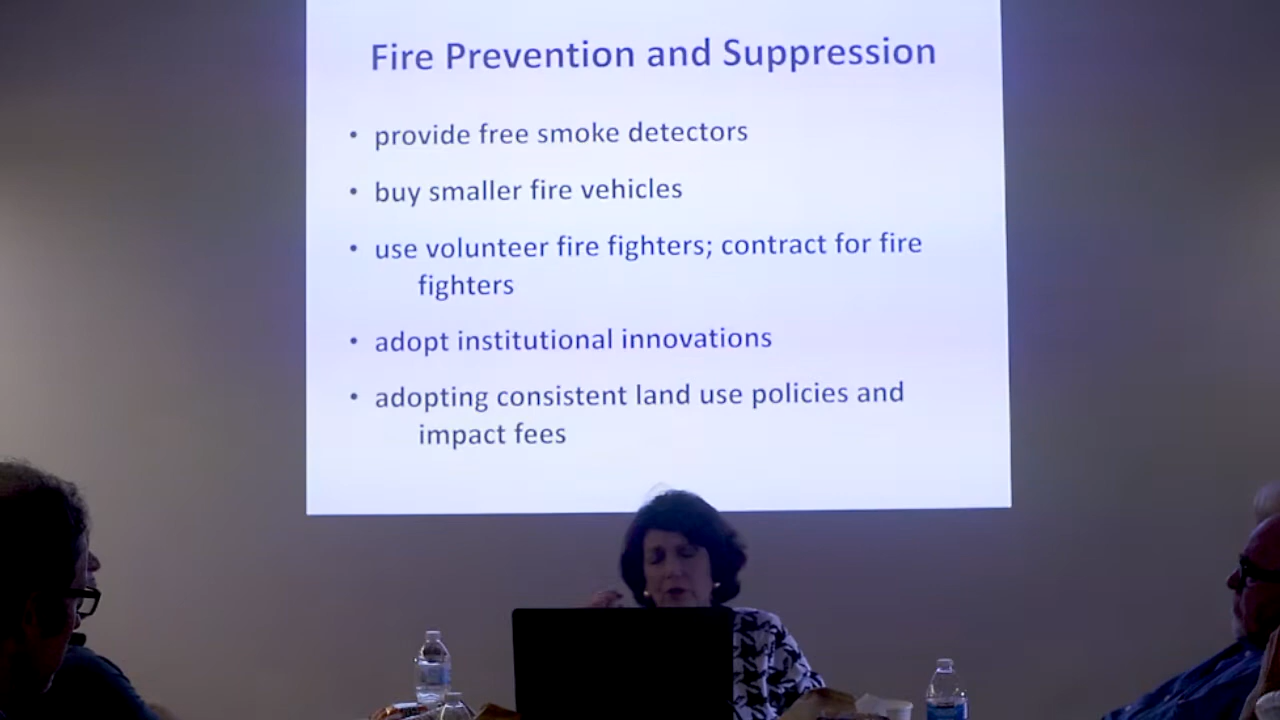 Fire Prevention and Suppression
• provide free smoke detectors
• buy smaller fire vehicles
• use volunteer fire fighters; contract for fire
fighters
• adopt institutional innovations
• adopting consistent land use policies and
impact fees